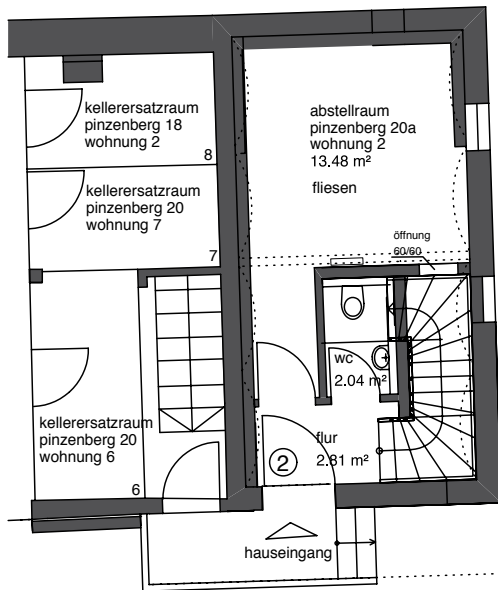 kellerersatzraum
pinzenberg 18
wohnung 2
8
kellerersatzraum
pinzenberg 20
wohnung 7
7
kellerersatzraum
pinzenberg 20
wohnung 6
6
abstellraum
pinzenberg 20a
wohnung 2
13.48 m²
fliesen
öffnung
60/60
wc
2.04 m²
flur
2.81 m²
2
hauseingang